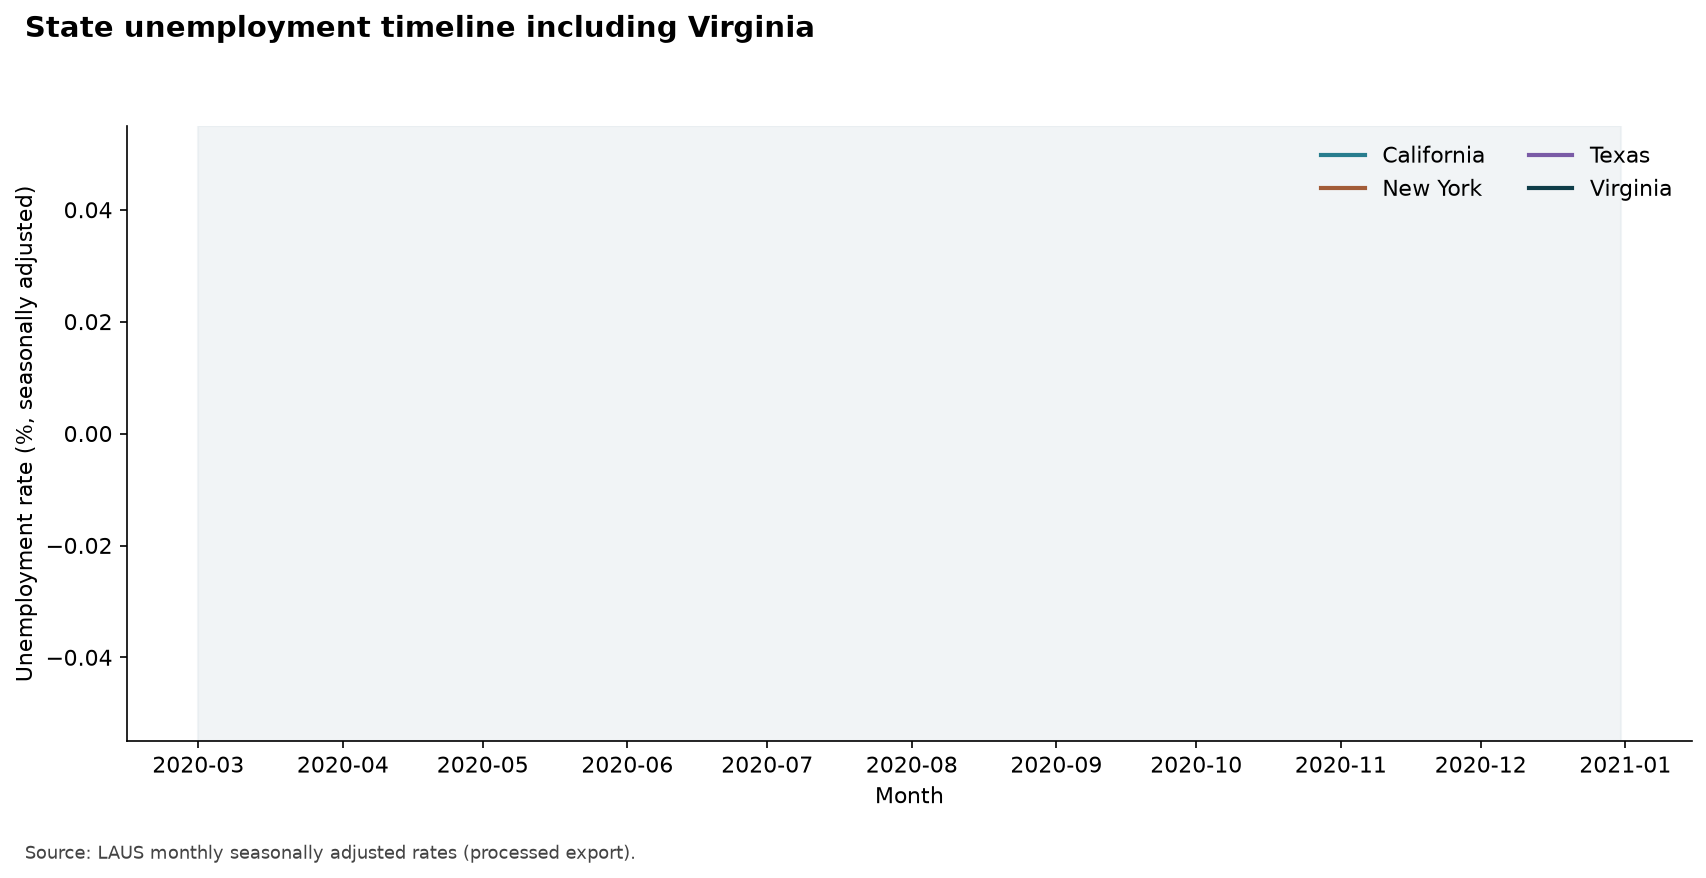 State unemployment timeline including Virginia
California
Texas
New York
Virginia
Unemployment rate (%, seasonally adjusted)
0.04
0.02
0.00
−0.02
−0.04
2020-03 2020-04 2020-05 2020-06 2020-07 2020-08 2020-09 2020-10 2020-11 2020-12 2021-01
Month
Source: LAUS monthly seasonally adjusted rates (processed export).